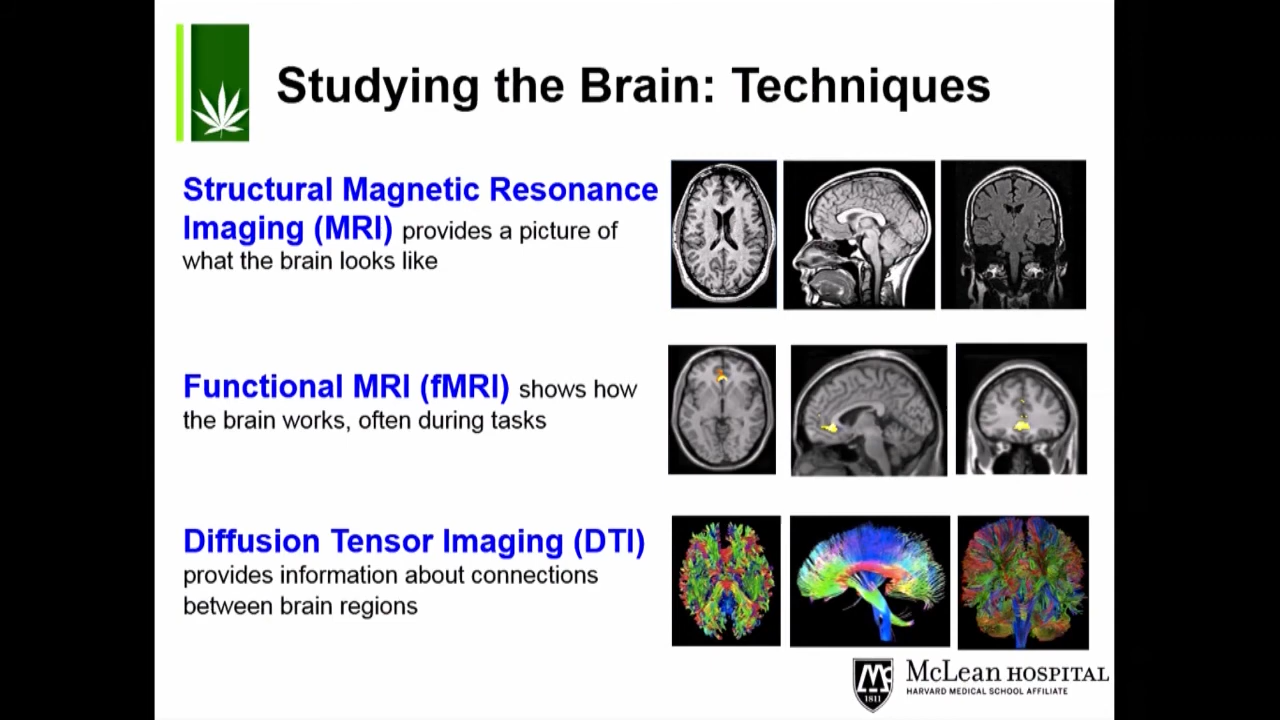 Studying the Brain: Techniques
Structural Magnetic Resonance
Imaging (MRI) provides a picture of
what the brain looks like
Functional MRI (fMRI) shows how
the brain works, often during tasks
Diffusion Tensor Imaging (DTI)
provides information about connections
between brain regions
McLean HOSPITAL
HARVARD MEDICAL SCHOOL AFFILIATE
1811